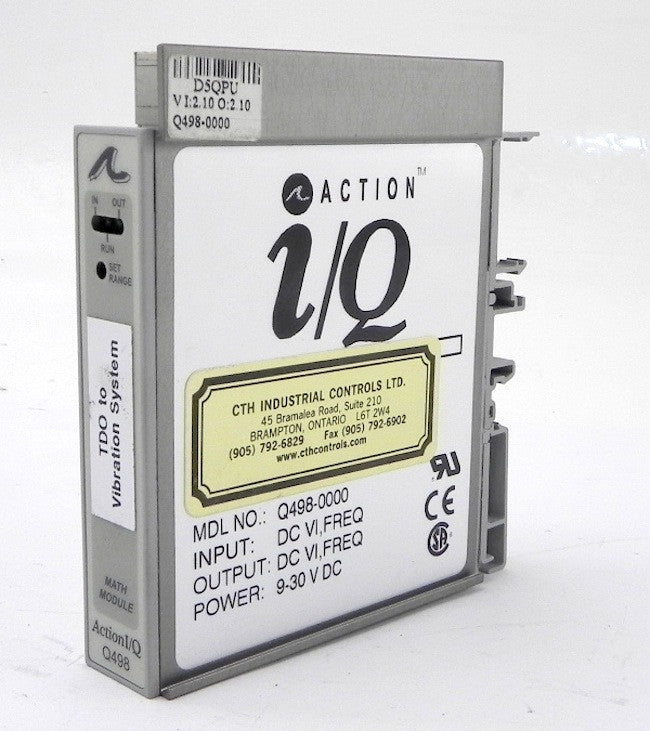 D5QPU
V I:2.10 O:2.10
Q498-0000
IN OUT
RUN
SET
RANGE
TDO to
Vibration System
MATH
MODULE
ActionI/Q
Q498
ACTION™
i/Q
CTH INDUSTRIAL CONTROLS LTD.
45 Bramalea Road, Suite 210
BRAMPTON, ONTARIO L6T 2W4
(905) 792-6829 Fax (905) 792-6902
www.cthcontrols.com
MDL NO.: Q498-0000
INPUT: DC VI,FREQ
OUTPUT: DC VI,FREQ
POWER: 9-30 V DC
RU
CE
SA